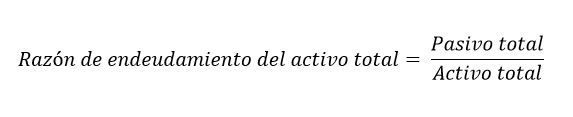 Razón de endeudamiento del activo total = Pasivo total
Activo total